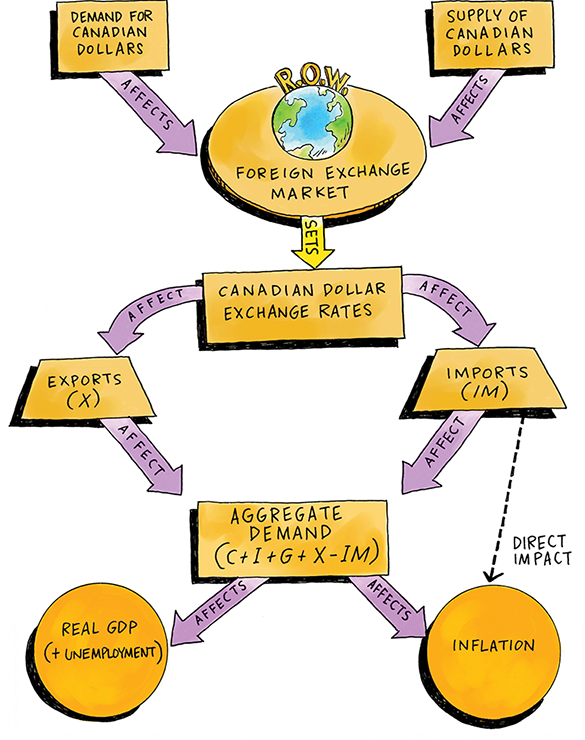 DEMAND FOR
CANADIAN
DOLLARS
SUPPLY OF
CANADIAN
DOLLARS
AFFECTS
AFFECTS
R.O.W.
FOREIGN EXCHANGE
MARKET
SETS
CANADIAN DOLLAR
EXCHANGE RATES
AFFECT
AFFECT
EXPORTS
(X)
IMPORTS
(IM)
AFFECT
AFFECT
AGGREGATE
DEMAND
(C+I+G+X-IM)
DIRECT
IMPACT
AFFECTS
AFFECTS
REAL GDP
(+ UNEMPLOYMENT)
INFLATION